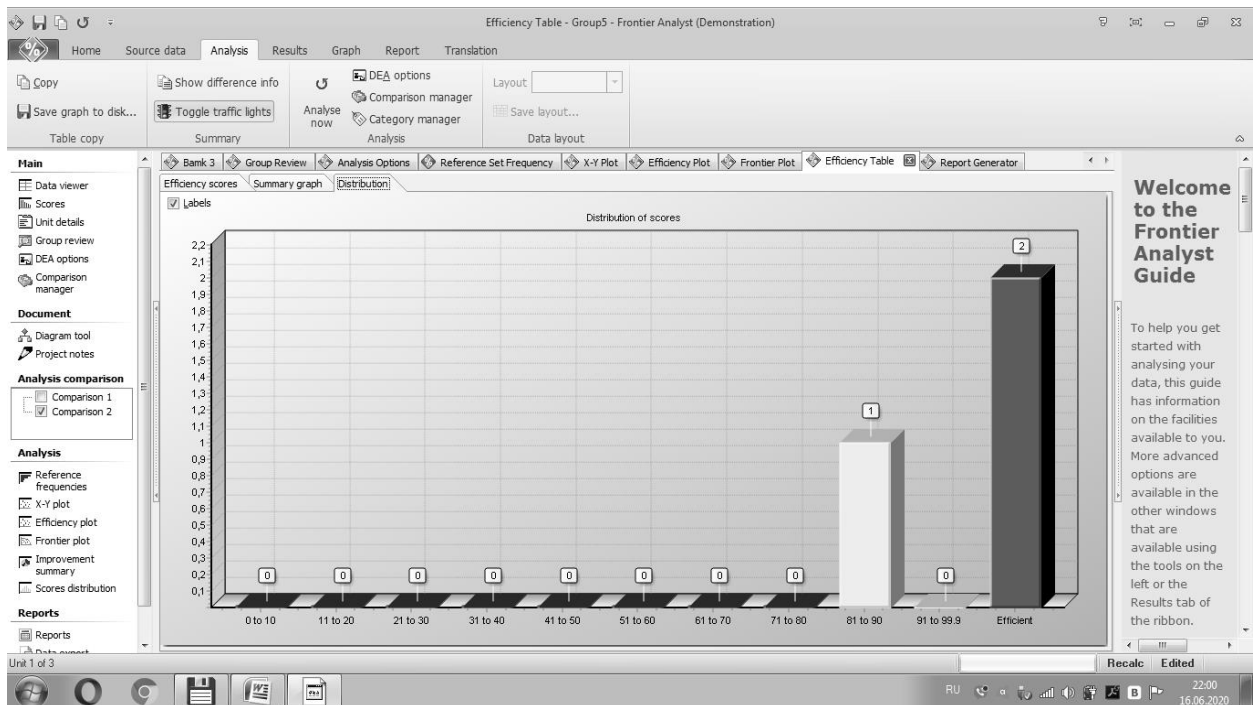 Efficiency Table - Group5 - Frontier Analyst (Demonstration)
Home Source data Analysis Results Graph Report Translation
Copy
Save graph to disk...
Table copy
Show difference info
Toggle traffic lights
Summary
Analyse
now
DEA options
Comparison manager
Category manager
Analysis
Layout
Save layout...
Data layout
Main
Data viewer
Scores
Unit details
Group review
DEA options
Comparison
manager
Document
Diagram tool
Project notes
Analysis comparison
Comparison 1
Comparison 2
Analysis
Reference
frequencies
X-Y plot
Efficiency plot
Frontier plot
Improvement
summary
Scores distribution
Reports
Reports
Data export
Bamk 3 Group Review Analysis Options Reference Set Frequency X-Y Plot Efficiency Plot Frontier Plot Efficiency Table Report Generator
Efficiency scores Summary graph Distribution
Labels
Distribution of scores
2,2
2,1
2
1,9
1,8
1,7
1,6
1,5
1,4
1,3
1,2
1,1
1
0,9
0,8
0,7
0,6
0,5
0,4
0,3
0,2
0,1
0 0 0 0 0 0 0 0 1 0 2
0 to 10 11 to 20 21 to 30 31 to 40 41 to 50 51 to 60 61 to 70 71 to 80 81 to 90 91 to 99.9 Efficient
Welcome
to the
Frontier
Analyst
Guide
To help you get
started with
analysing your
data, this guide
has information
on the facilities
available to you.
More advanced
options are
available in the
other windows
that are
available using
the tools on the
left or the
Results tab of
the ribbon.
Unit 1 of 3
Recalc Edited
RU
22:00
16.06.2020